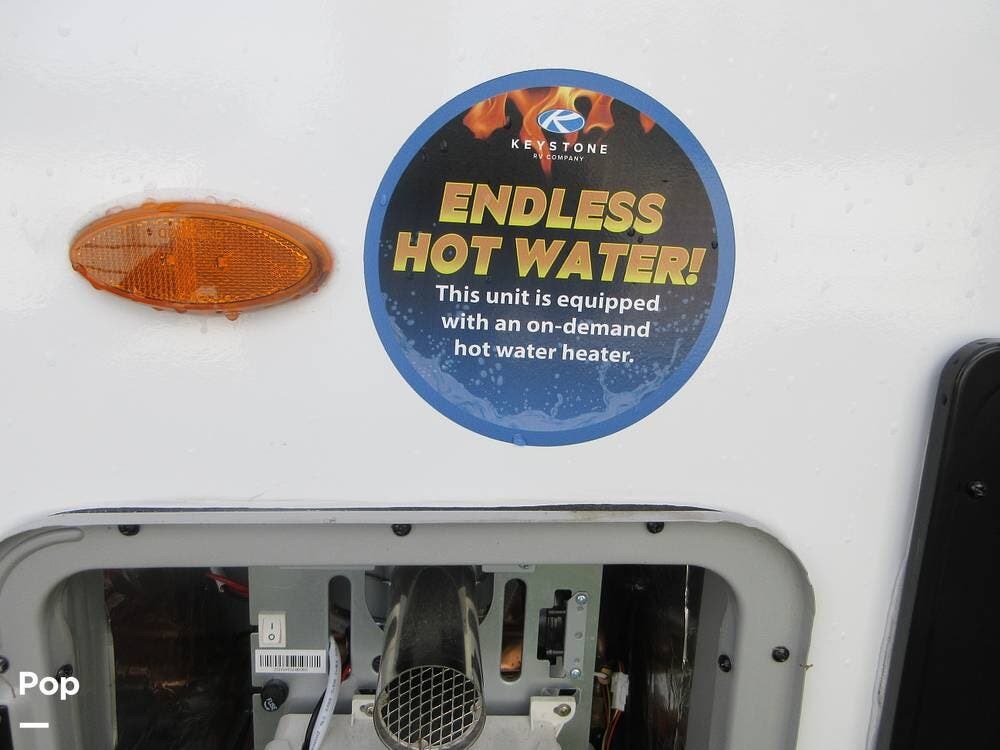 KEYSTONE
RV COMPANY
ENDLESS
HOT WATER!
This unit is equipped
with an on-demand
hot water heater.
Pop